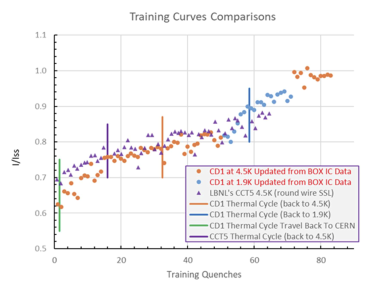 Training Curves Comparisons
1.1
1.0
0.9
0.8
0.7
0.6
0.5
I/Iss
0
20
40
60
80
Training Quenches
CD1 at 4.5K Updated from BOX IC Data
CD1 at 1.9K Updated from BOX IC Data
LBNL's CCT5 4.5K (round wire SSL)
CD1 Thermal Cycle (back to 4.5K)
CD1 Thermal Cycle (back to 1.9K)
CD1 Thermal Cycle Travel Back To CERN
CCT5 Thermal Cycle (back to 4.5K)